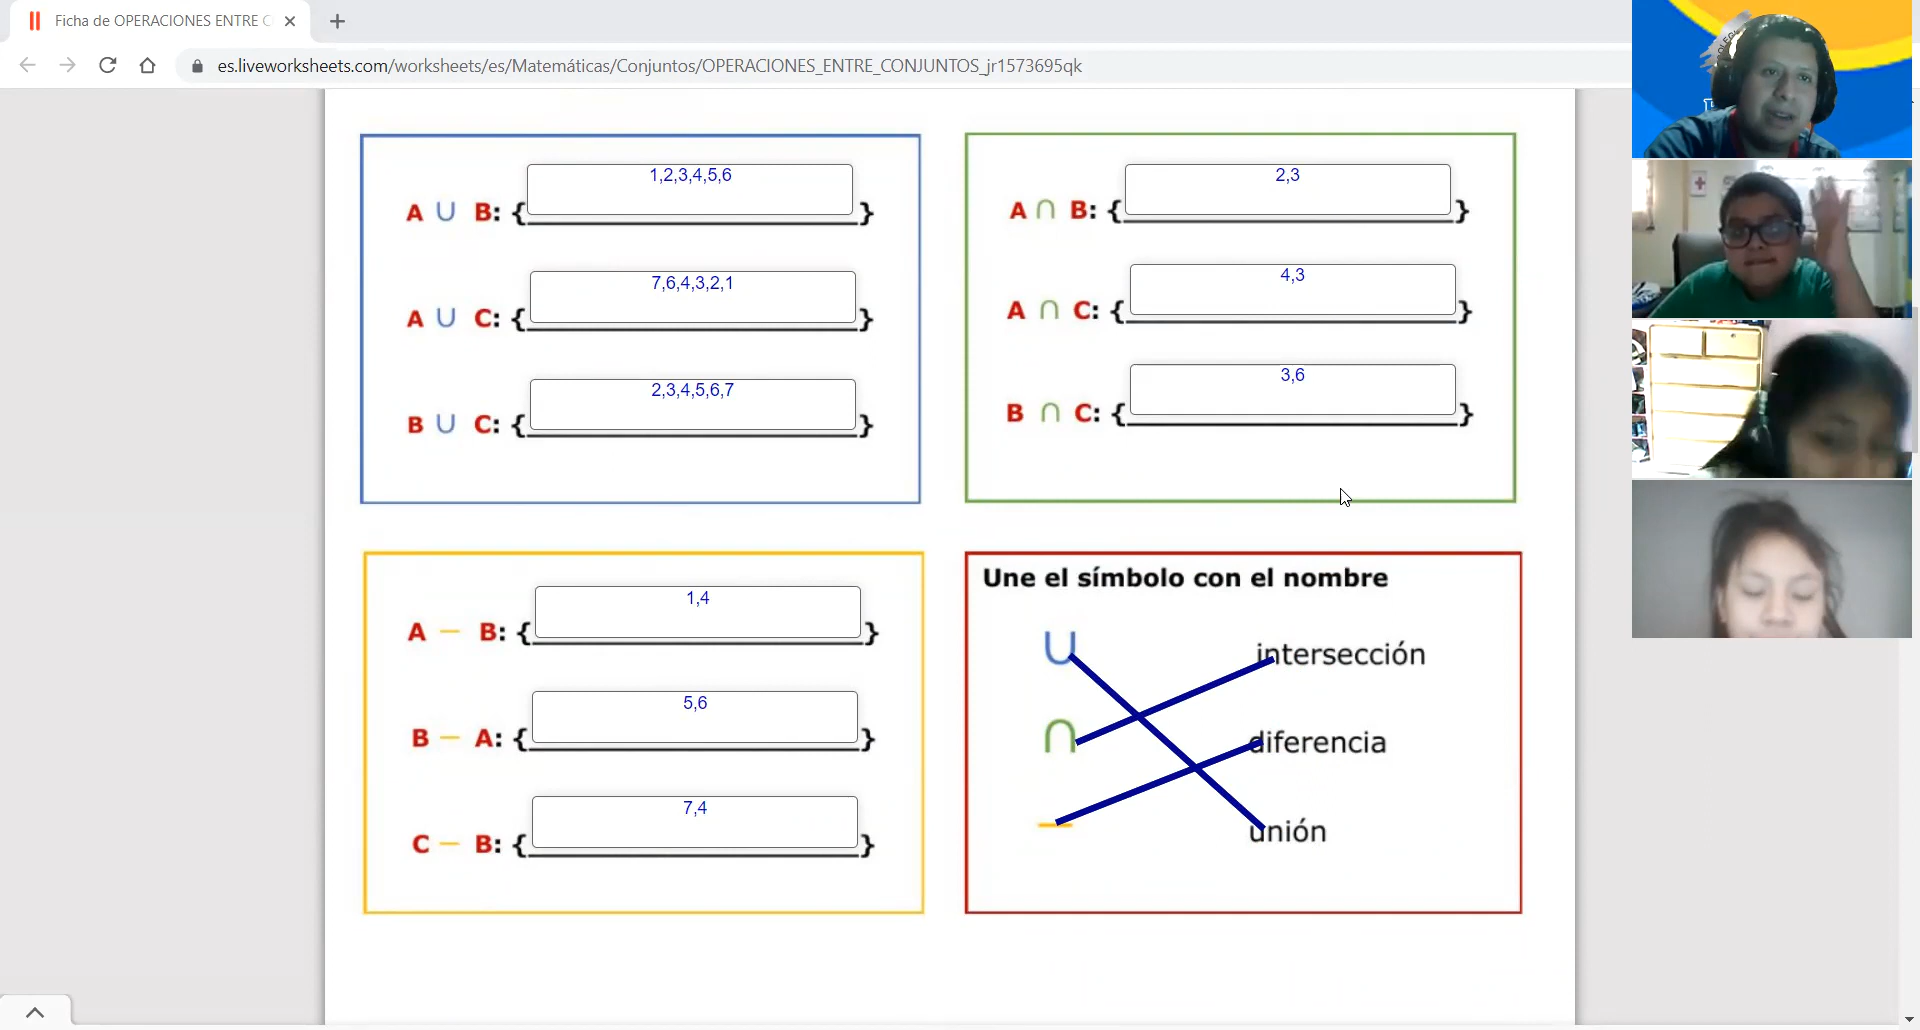 Ficha de OPERACIONES ENTRE C
es.liveworksheets.com/worksheets/es/Matemáticas/Conjuntos/OPERACIONES_ENTRE_CONJUNTOS_jr1573695qk
A ∪ B: {1,2,3,4,5,6}
A ∪ C: {7,6,4,3,2,1}
B ∪ C: {2,3,4,5,6,7}
A ∩ B: {2,3}
A ∩ C: {4,3}
B ∩ C: {3,6}
A — B: {1,4}
B — A: {5,6}
C — B: {7,4}
Une el símbolo con el nombre
∪ intersección
∩ diferencia
— unión